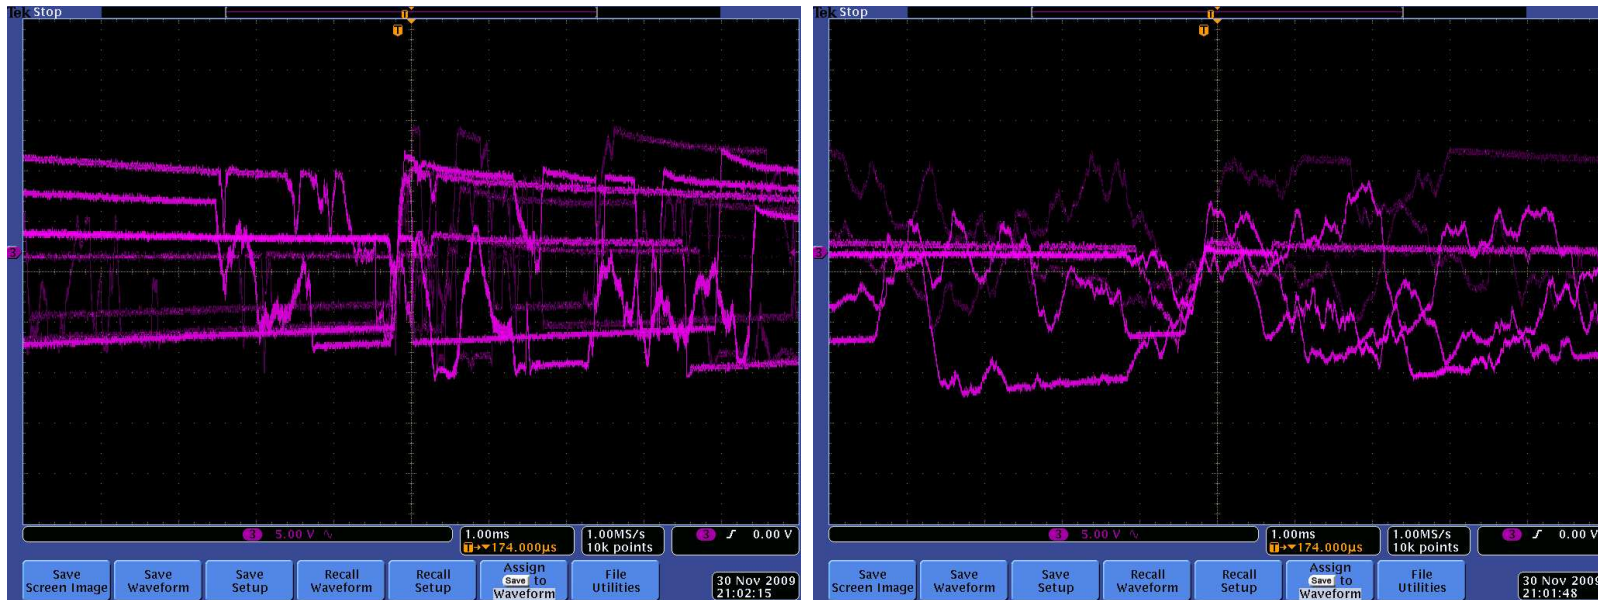 Tek Stop
T
T
3
3 5.00 V ∿
1.00ms
T→▼174.000µs
1.00MS/s
10k points
3 ƒ 0.00 V
Save
Screen Image
Save
Waveform
Save
Setup
Recall
Waveform
Recall
Setup
Assign
Save to
Waveform
File
Utilities
30 Nov 2009
21:02:15
Tek Stop
T
T
3
3 5.00 V ∿
1.00ms
T→▼174.000µs
1.00MS/s
10k points
3 ƒ 0.00 V
Save
Screen Image
Save
Waveform
Save
Setup
Recall
Waveform
Recall
Setup
Assign
Save to
Waveform
File
Utilities
30 Nov 2009
21:01:48